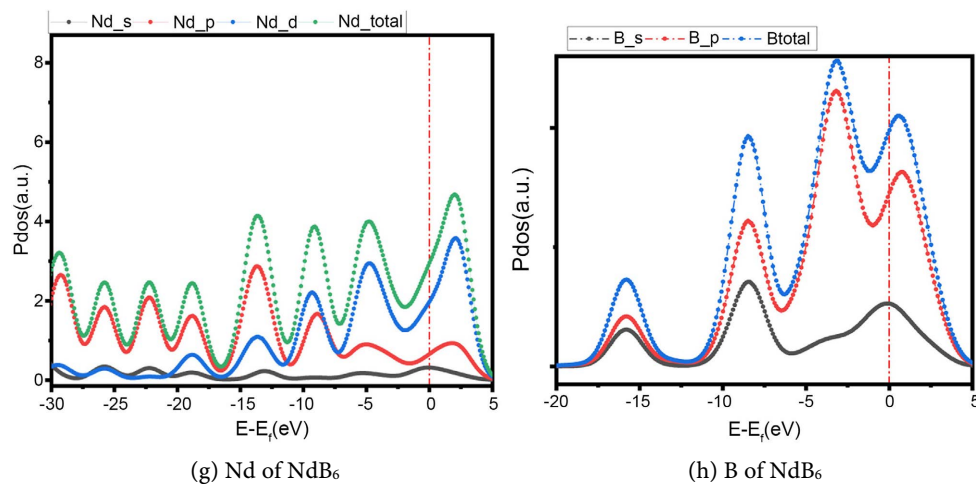 Nd_s Nd_p Nd_d Nd_total
8
6
4
2
0
Pdos(a.u.)
-30 -25 -20 -15 -10 -5 0 5
E-E_f(eV)
(g) Nd of NdB₆
B_s B_p Btotal
Pdos(a.u.)
-20 -15 -10 -5 0 5
E-E_f(eV)
(h) B of NdB₆